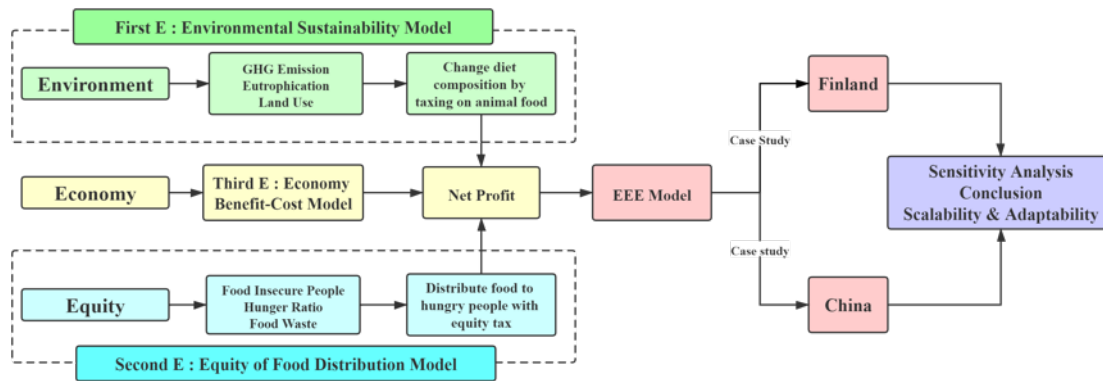 First E : Environmental Sustainability Model
Environment
GHG Emission
Eutrophication
Land Use
Change diet
composition by
taxing on animal food
Economy
Third E : Economy
Benefit-Cost Model
Net Profit
Equity
Food Insecure People
Hunger Ratio
Food Waste
Distribute food to
hungry people with
equity tax
Second E : Equity of Food Distribution Model
EEE Model
Case Study
Case study
Finland
China
Sensitivity Analysis
Conclusion
Scalability & Adaptability